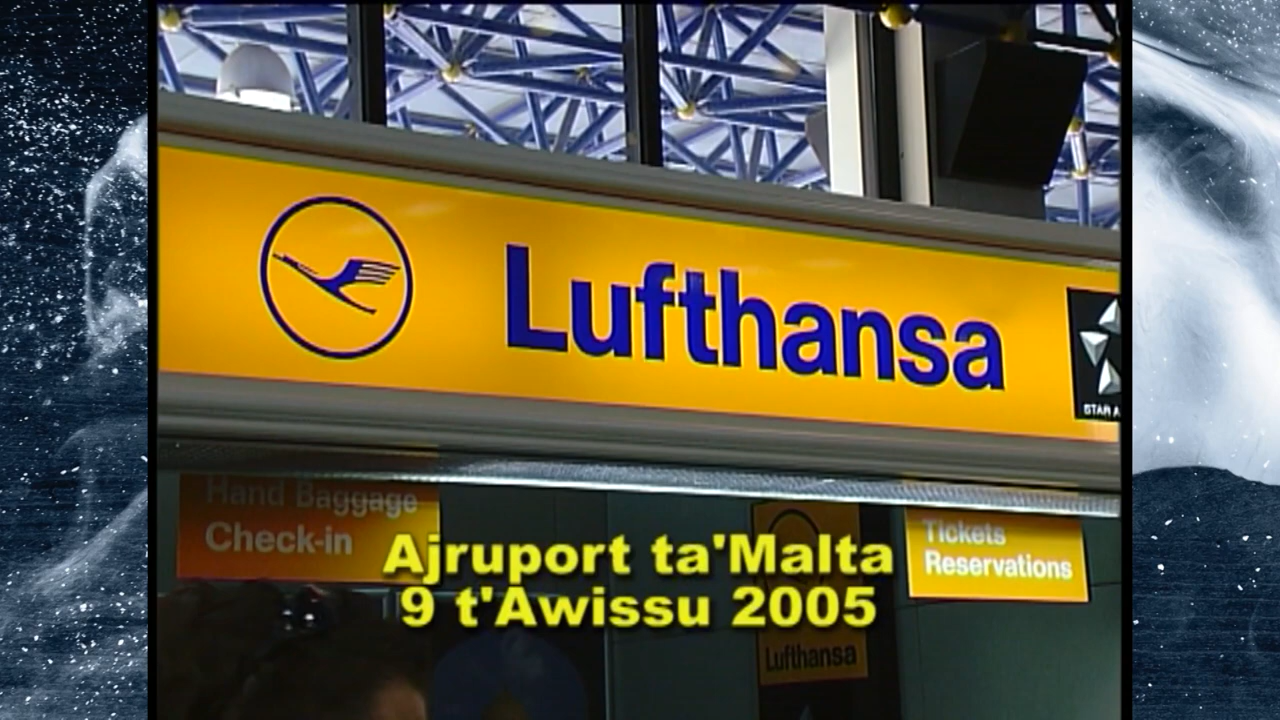 Lufthansa
STAR A
Hand Baggage
Check-in
Tickets
Reservations
Ajruport ta'Malta
9 t'Awissu 2005
Lufthansa